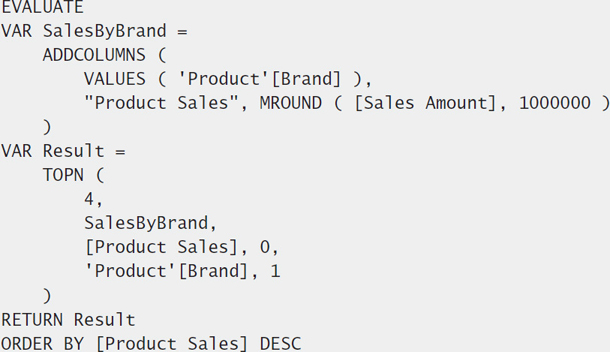 EVALUATE
VAR SalesByBrand =
    ADDCOLUMNS (
        VALUES ( 'Product'[Brand] ),
        "Product Sales", MROUND ( [Sales Amount], 1000000 )
    )
VAR Result =
    TOPN (
        4,
        SalesByBrand,
        [Product Sales], 0,
        'Product'[Brand], 1
    )
RETURN Result
ORDER BY [Product Sales] DESC